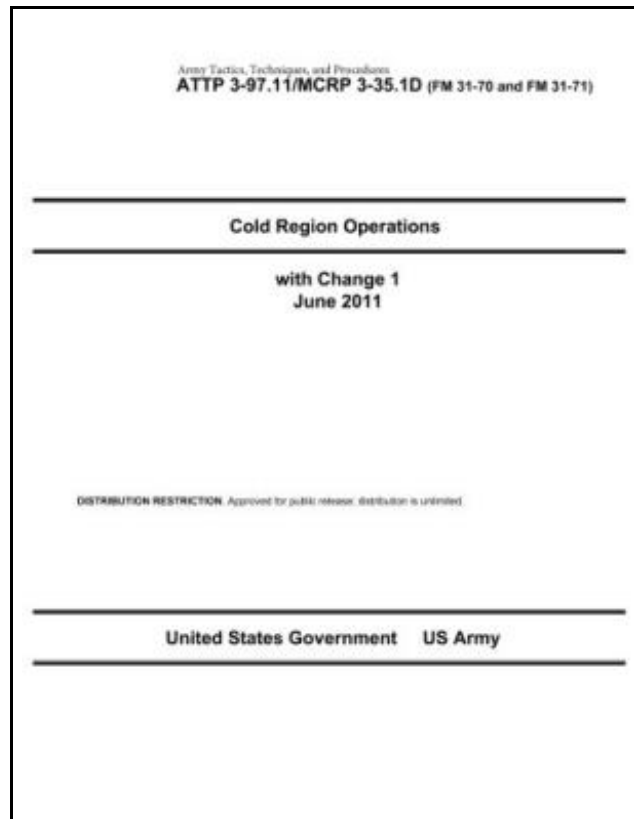 Army Tactics, Techniques, and Procedures
ATTP 3-97.11/MCRP 3-35.1D (FM 31-70 and FM 31-71)
Cold Region Operations
with Change 1
June 2011
DISTRIBUTION RESTRICTION. Approved for public release; distribution is unlimited.
United States Government US Army